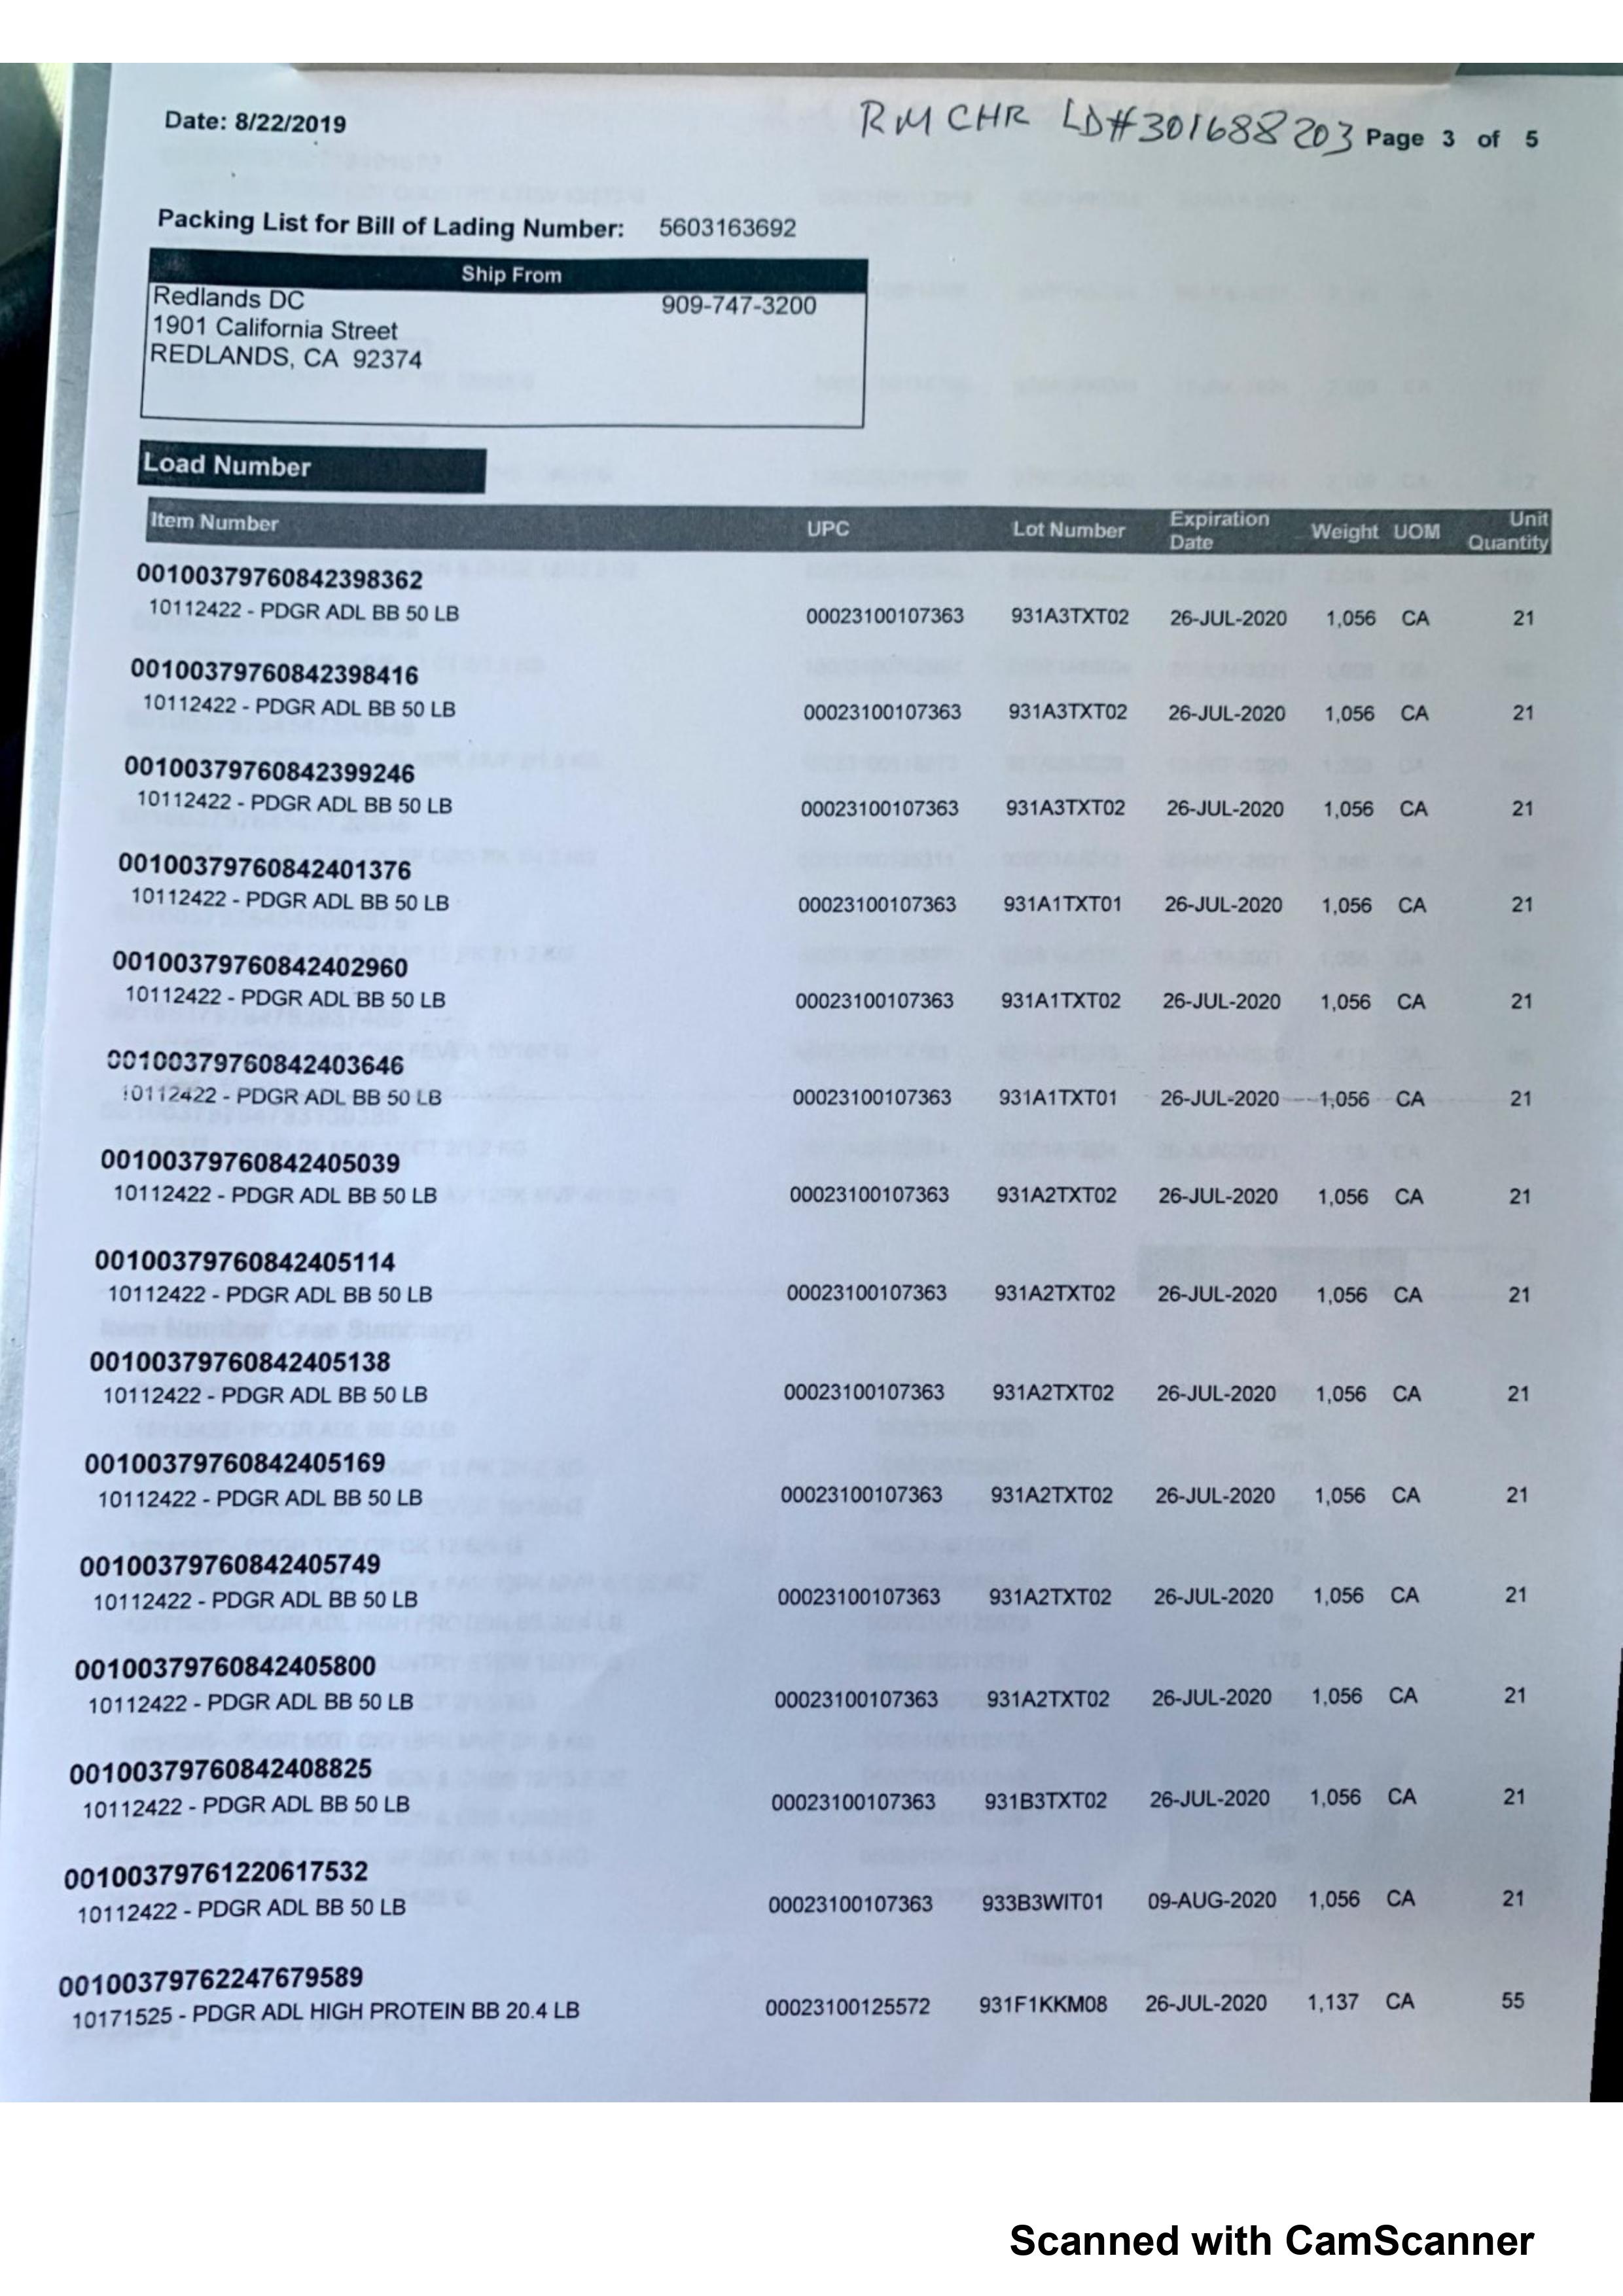 Date: 8/22/2019
RM CHR LD#301688203 Page 3 of 5
Packing List for Bill of Lading Number: 5603163692
Ship From
Redlands DC 909-747-3200
1901 California Street
REDLANDS, CA 92374
Load Number
Item Number UPC Lot Number Expiration Date Weight UOM Unit Quantity
00100379760842398362
10112422 - PDGR ADL BB 50 LB 00023100107363 931A3TXT02 26-JUL-2020 1,056 CA 21
00100379760842398416
10112422 - PDGR ADL BB 50 LB 00023100107363 931A3TXT02 26-JUL-2020 1,056 CA 21
00100379760842399246
10112422 - PDGR ADL BB 50 LB 00023100107363 931A3TXT02 26-JUL-2020 1,056 CA 21
00100379760842401376
10112422 - PDGR ADL BB 50 LB 00023100107363 931A1TXT01 26-JUL-2020 1,056 CA 21
00100379760842402960
10112422 - PDGR ADL BB 50 LB 00023100107363 931A1TXT02 26-JUL-2020 1,056 CA 21
00100379760842403646
10112422 - PDGR ADL BB 50 LB 00023100107363 931A1TXT01 26-JUL-2020 1,056 CA 21
00100379760842405039
10112422 - PDGR ADL BB 50 LB 00023100107363 931A2TXT02 26-JUL-2020 1,056 CA 21
00100379760842405114
10112422 - PDGR ADL BB 50 LB 00023100107363 931A2TXT02 26-JUL-2020 1,056 CA 21
00100379760842405138
10112422 - PDGR ADL BB 50 LB 00023100107363 931A2TXT02 26-JUL-2020 1,056 CA 21
00100379760842405169
10112422 - PDGR ADL BB 50 LB 00023100107363 931A2TXT02 26-JUL-2020 1,056 CA 21
00100379760842405749
10112422 - PDGR ADL BB 50 LB 00023100107363 931A2TXT02 26-JUL-2020 1,056 CA 21
00100379760842405800
10112422 - PDGR ADL BB 50 LB 00023100107363 931A2TXT02 26-JUL-2020 1,056 CA 21
00100379760842408825
10112422 - PDGR ADL BB 50 LB 00023100107363 931B3TXT02 26-JUL-2020 1,056 CA 21
00100379761220617532
10112422 - PDGR ADL BB 50 LB 00023100107363 933B3WIT01 09-AUG-2020 1,056 CA 21
00100379762247679589
10171525 - PDGR ADL HIGH PROTEIN BB 20.4 LB 00023100125572 931F1KKM08 26-JUL-2020 1,137 CA 55
Scanned with CamScanner